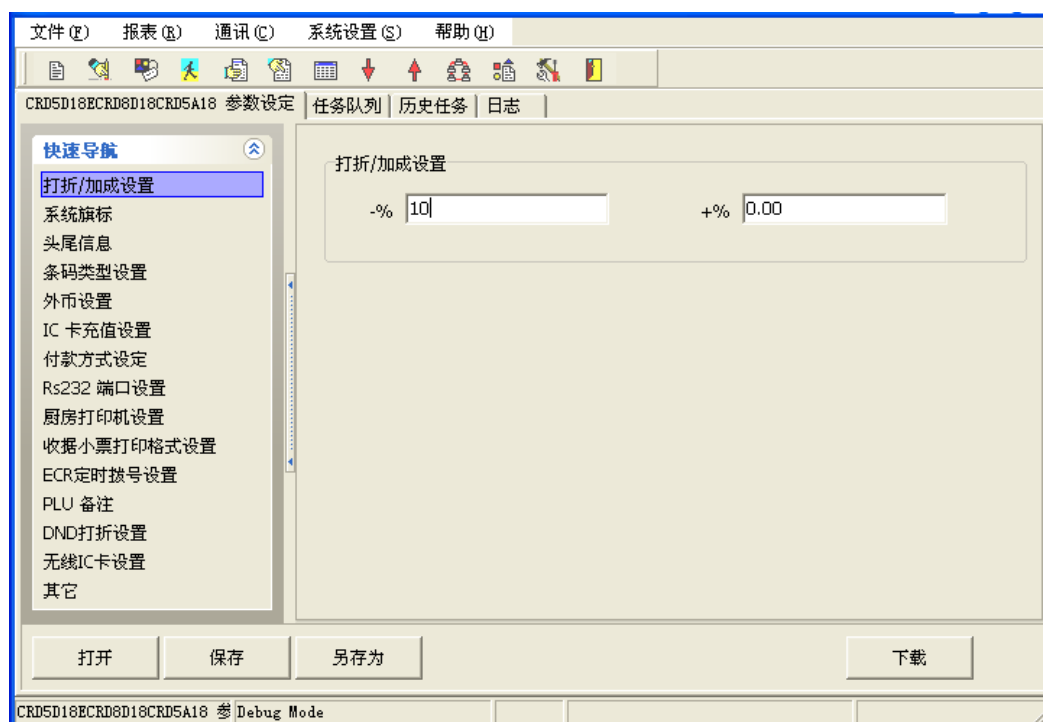 文件(F) 报表(R) 通讯(C) 系统设置(S) 帮助(H)
CRD5D18ECRD8D18CRD5A18 参数设定 任务队列 历史任务 日志
快速导航
打折/加成设置
系统旗标
头尾信息
条码类型设置
外币设置
IC 卡充值设置
付款方式设定
Rs232 端口设置
厨房打印机设置
收据小票打印格式设置
ECR定时拨号设置
PLU 备注
DND打折设置
无线IC卡设置
其它
打折/加成设置
-% 10 +% 0.00
打开 保存 另存为 下载
CRD5D18ECRD8D18CRD5A18 参 Debug Mode